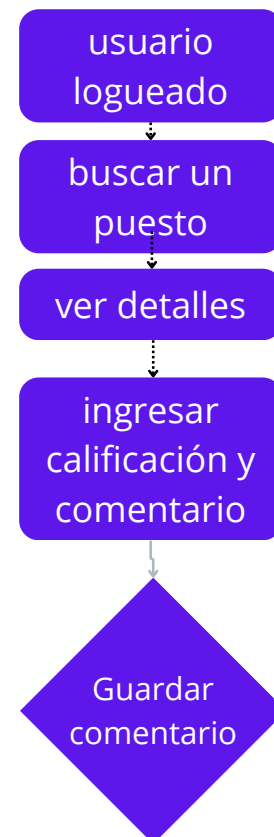 usuario
logueado
buscar un
puesto
ver detalles
ingresar
calificación y
comentario
Guardar
comentario